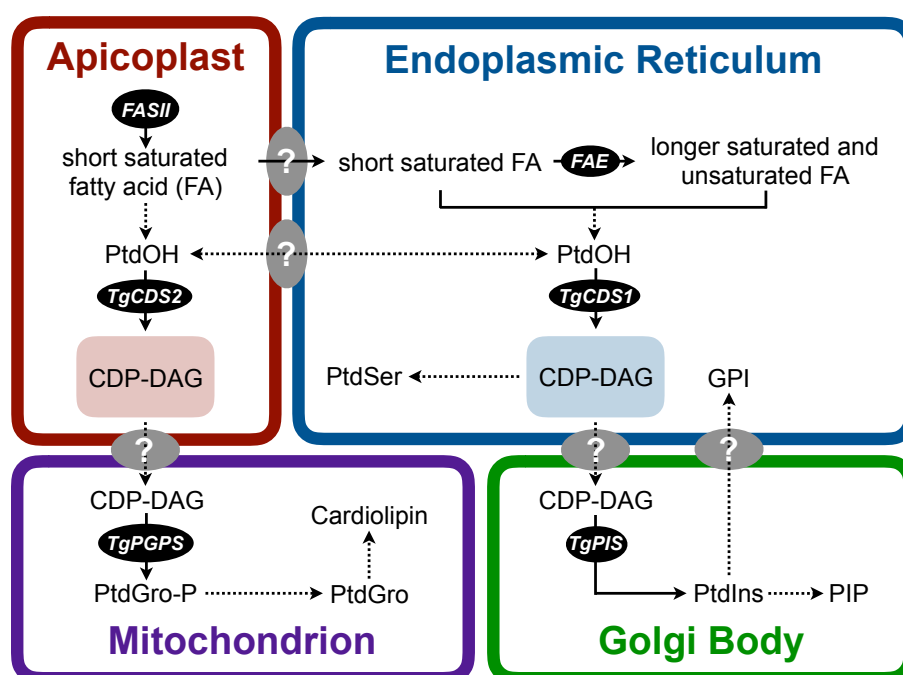 Apicoplast
FASII
short saturated
fatty acid (FA)
PtdOH
TgCDS2
CDP-DAG
?
?
?
Endoplasmic Reticulum
short saturated FA
FAE
longer saturated and
unsaturated FA
PtdOH
TgCDS1
PtdSer
CDP-DAG
GPI
?
?
CDP-DAG
TgPGPS
PtdGro-P
Cardiolipin
PtdGro
Mitochondrion
CDP-DAG
TgPIS
PtdIns
PIP
Golgi Body